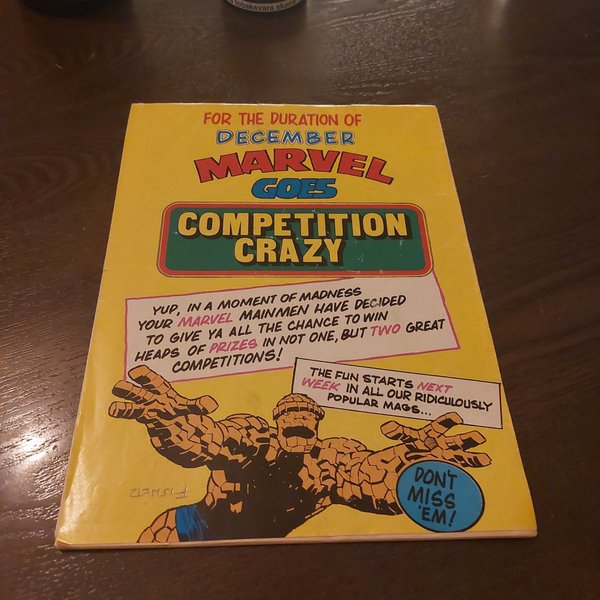 FOR THE DURATION OF
DECEMBER
MARVEL
GOES
COMPETITION
CRAZY
YUP, IN A MOMENT OF MADNESS
YOUR MARVEL MAINMEN HAVE DECIDED
TO GIVE YA ALL THE CHANCE TO WIN
HEAPS OF PRIZES IN NOT ONE, BUT TWO GREAT
COMPETITIONS!
THE FUN STARTS NEXT
WEEK IN ALL OUR RIDICULOUSLY
POPULAR MAGS...
DON'T
MISS
'EM!